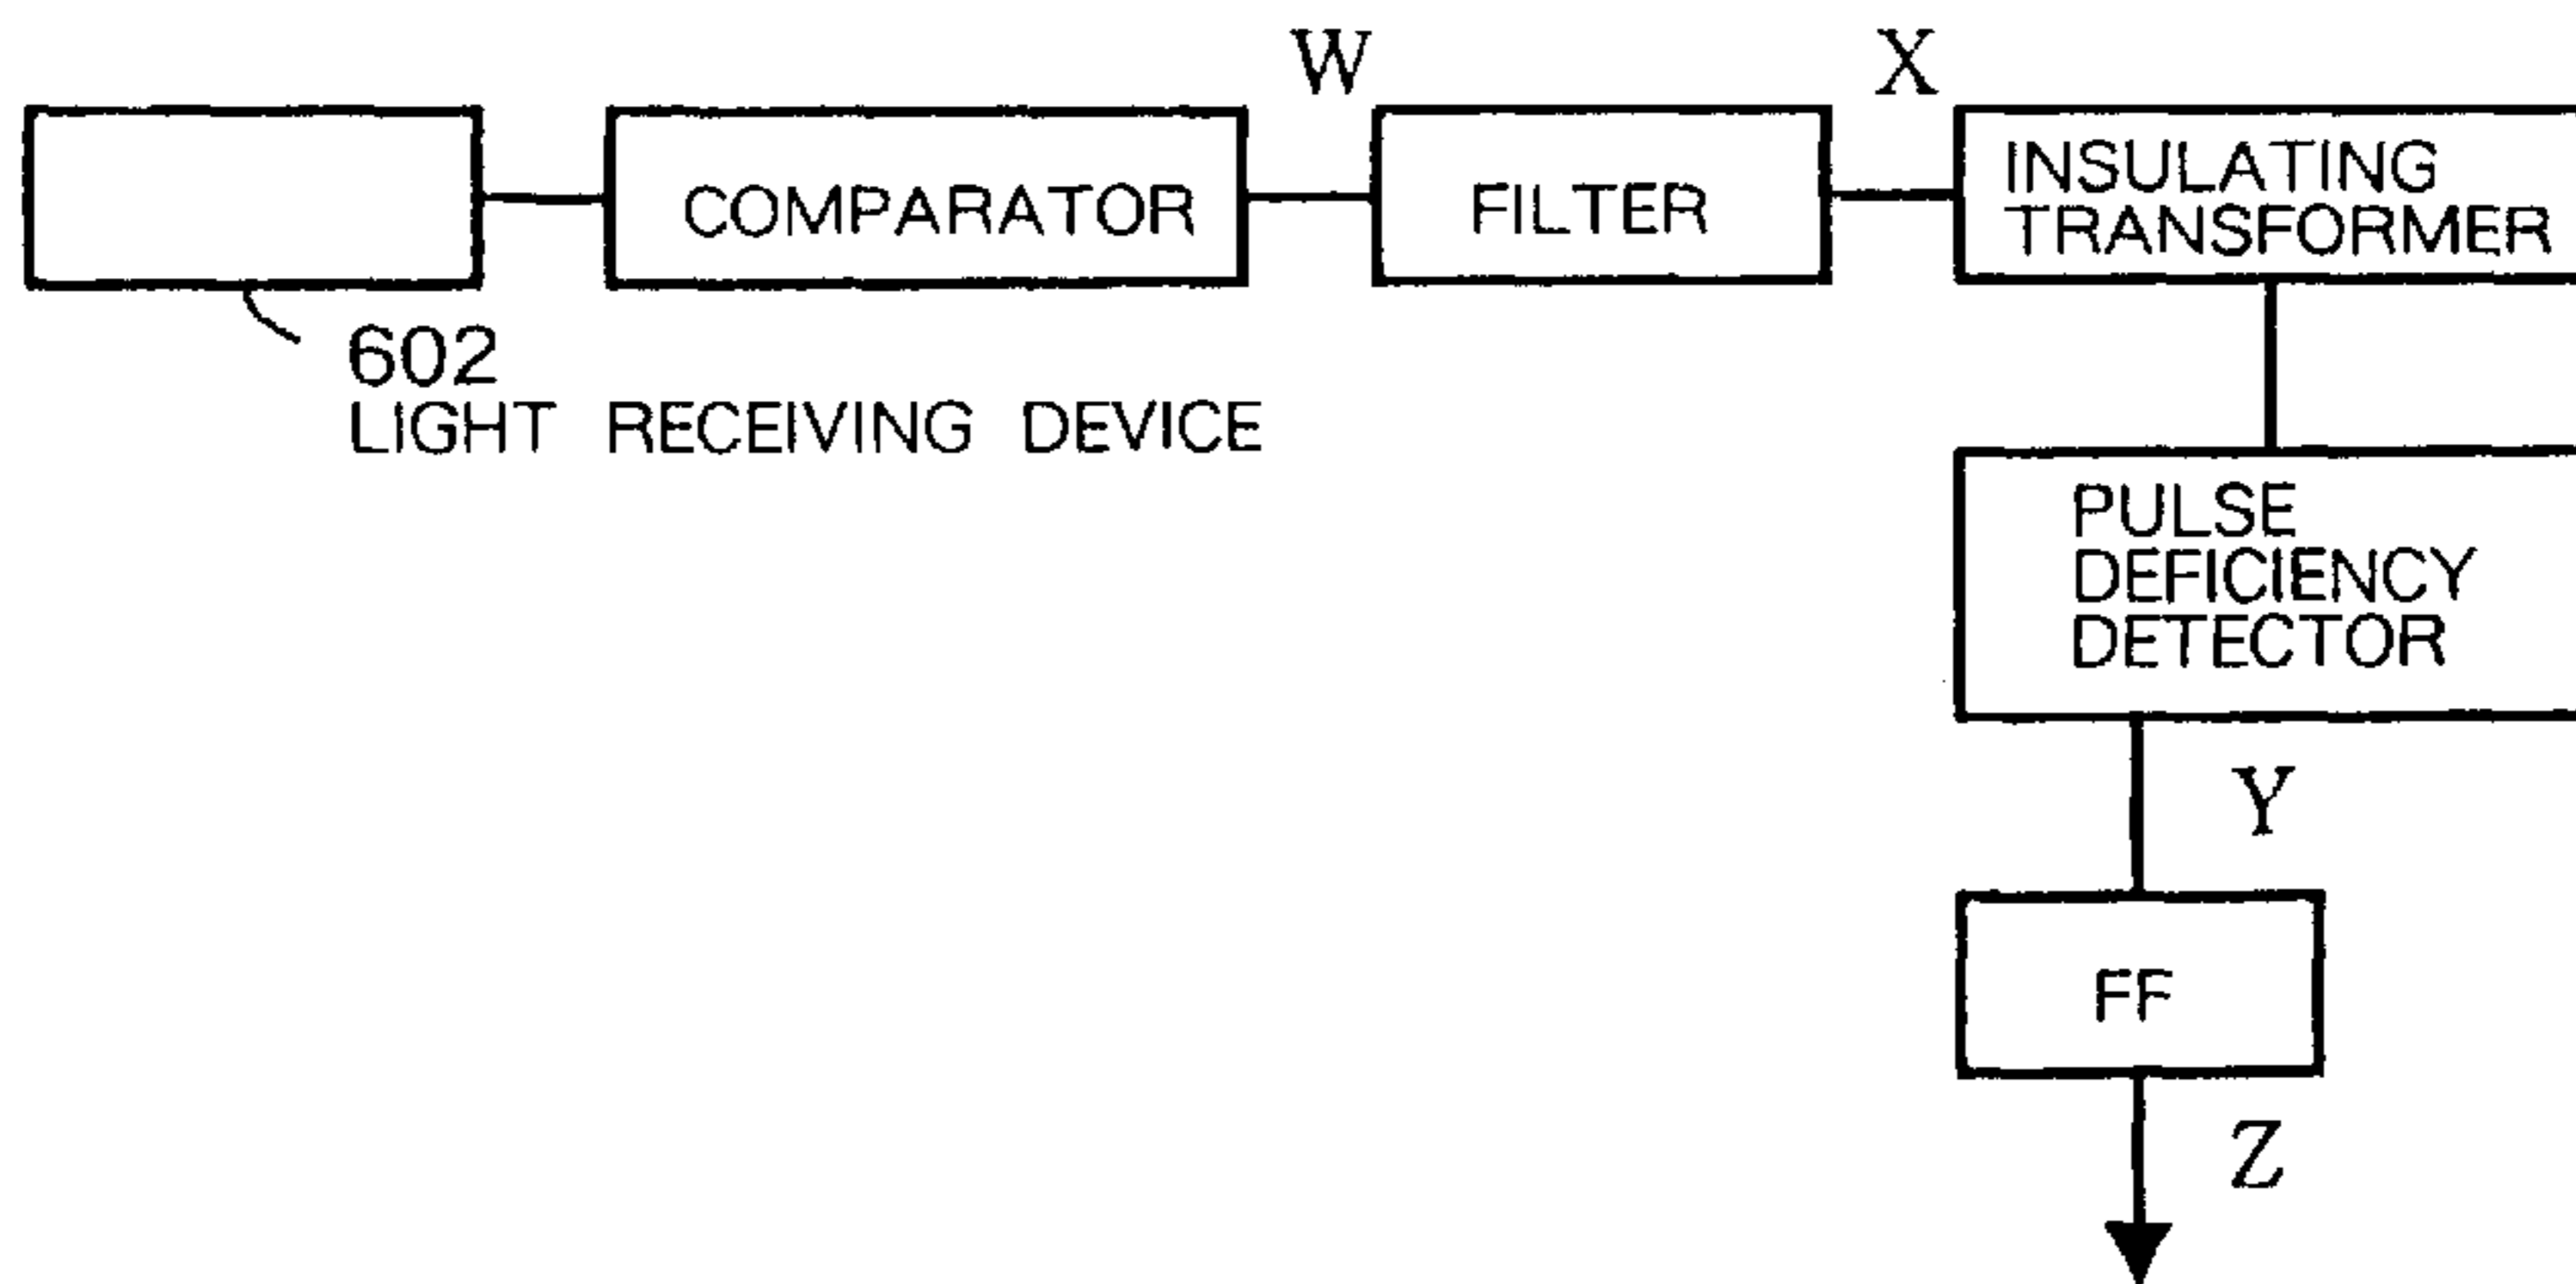 W
X
COMPARATOR
FILTER
INSULATING
TRANSFORMER
602
LIGHT RECEIVING DEVICE
PULSE
DEFICIENCY
DETECTOR
Y
FF
Z